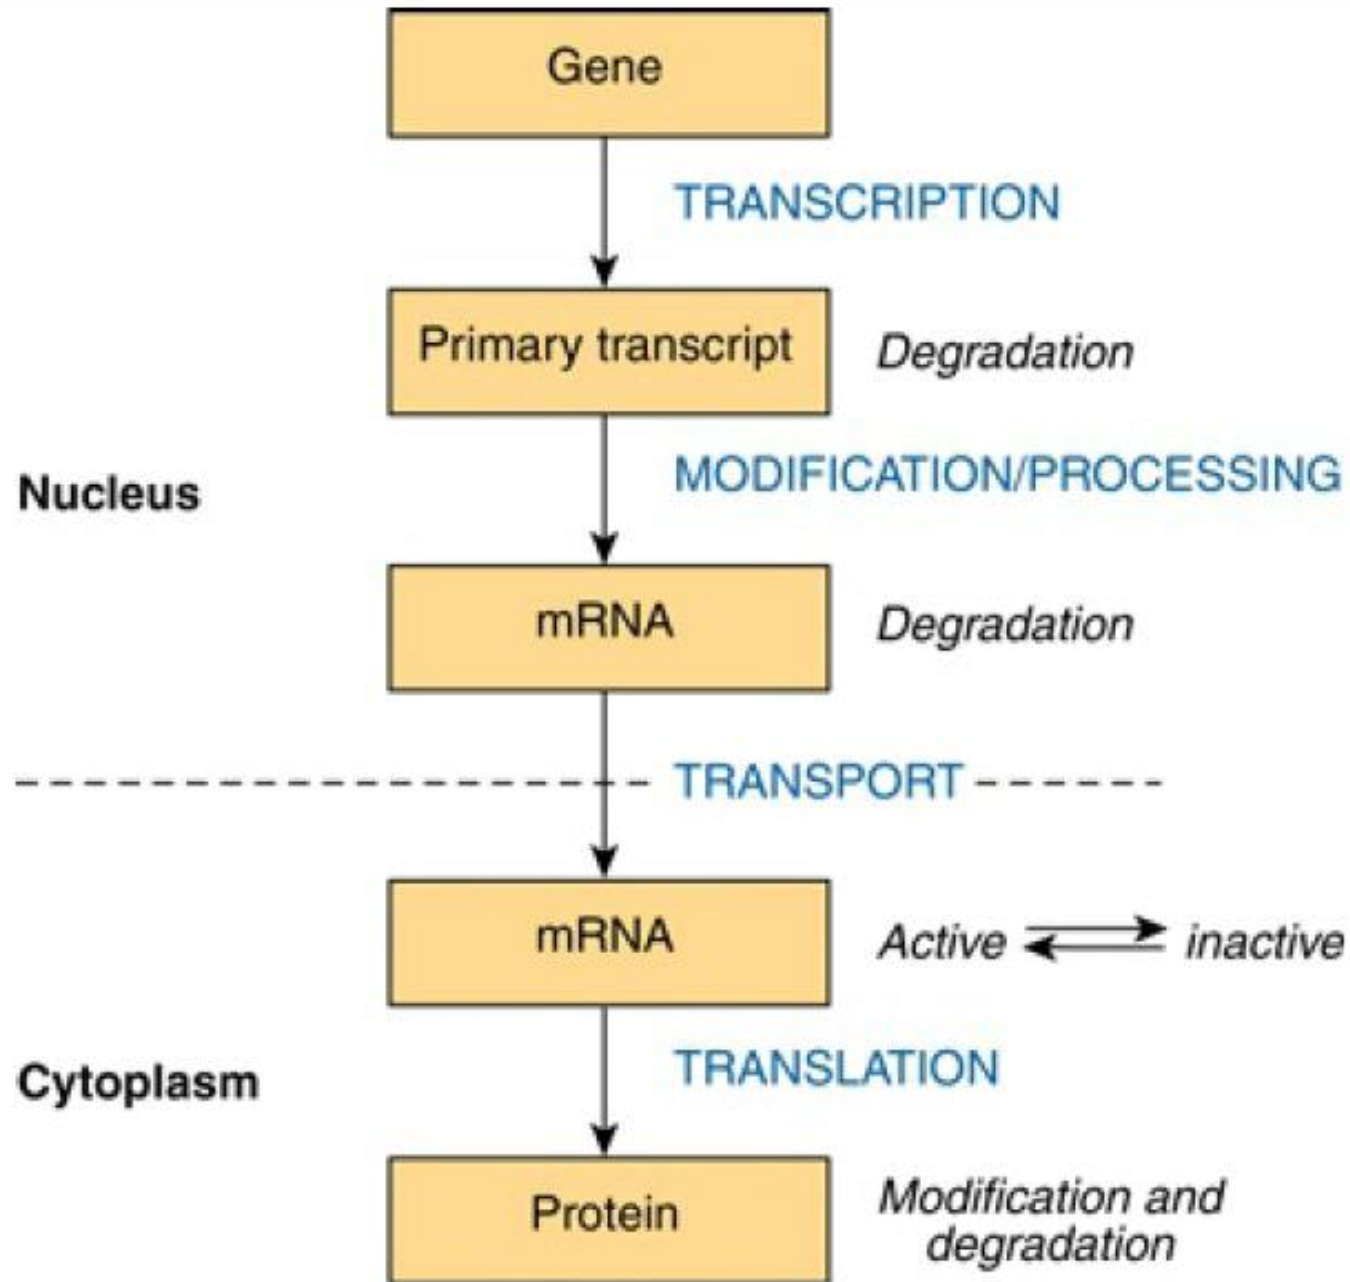 Gene
TRANSCRIPTION
Primary transcript
Degradation
MODIFICATION/PROCESSING
Nucleus
mRNA
Degradation
TRANSPORT
mRNA
Active
inactive
TRANSLATION
Cytoplasm
Protein
Modification and
degradation